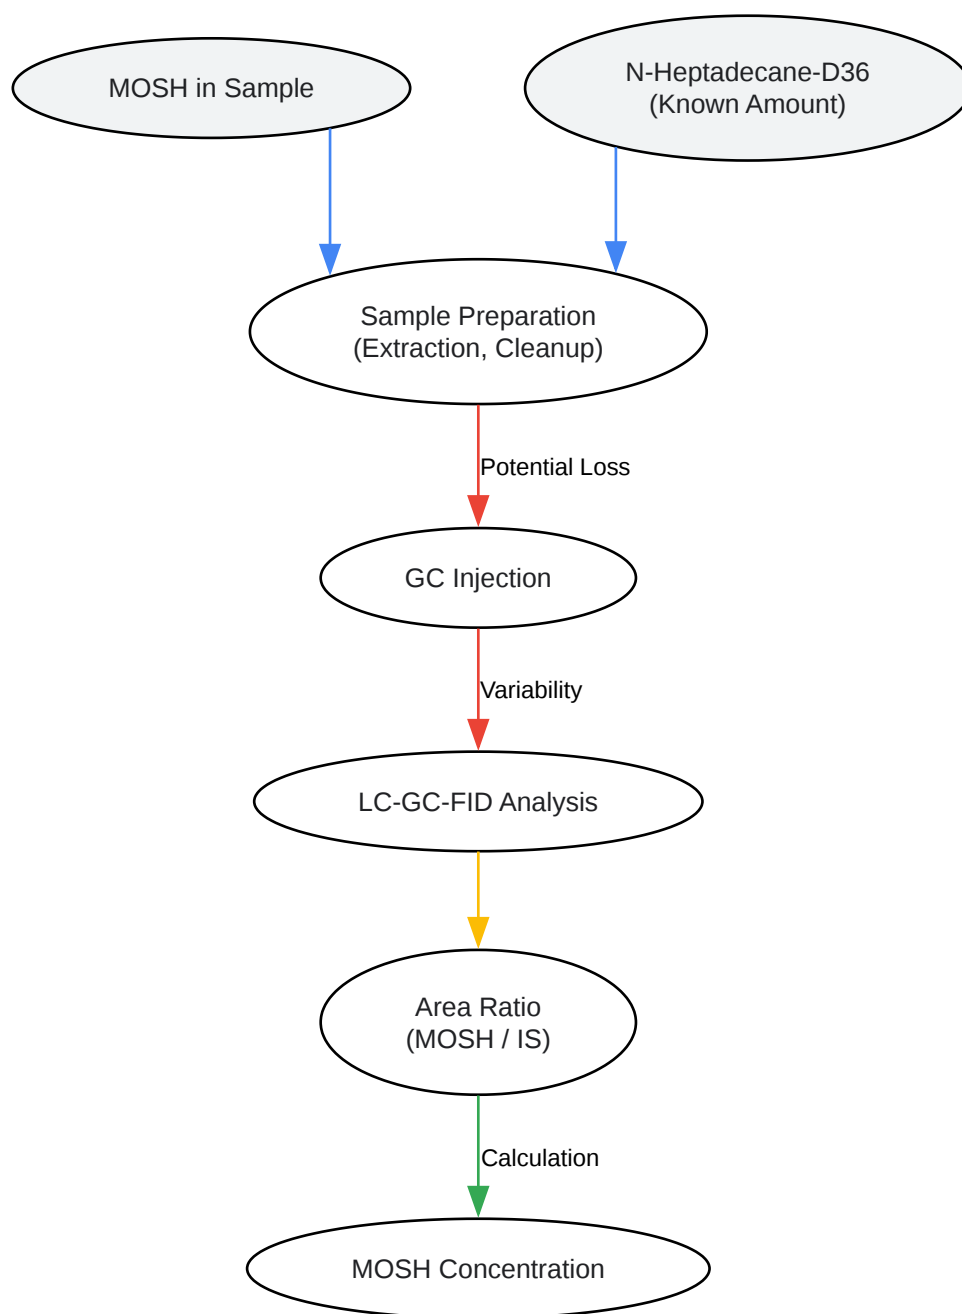 MOSH in Sample
N-Heptadecane-D36
(Known Amount)
Sample Preparation
(Extraction, Cleanup)
Potential Loss
GC Injection
Variability
LC-GC-FID Analysis
Area Ratio
(MOSH / IS)
Calculation
MOSH Concentration